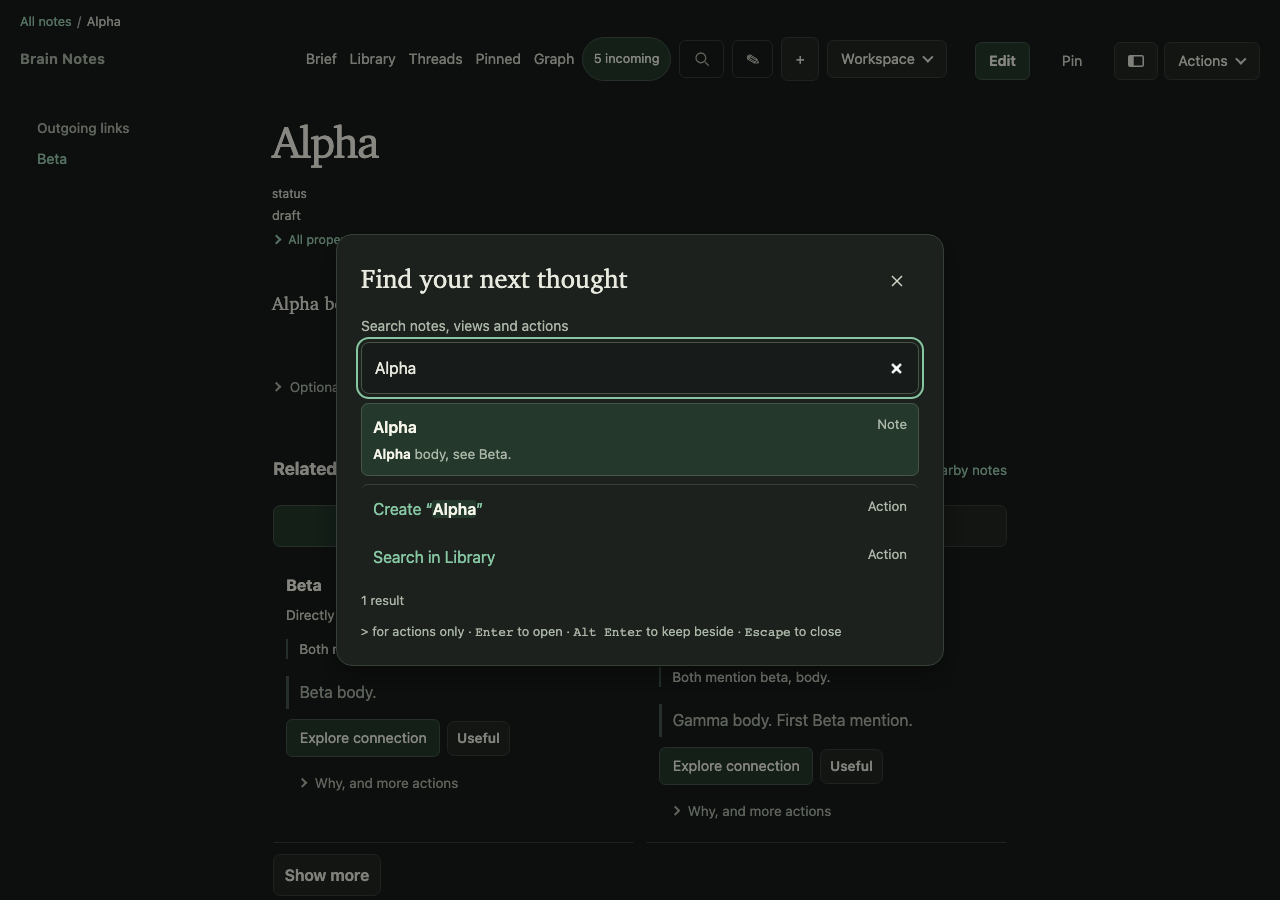 All notes / Alpha
Brain Notes
Brief Library Threads Pinned Graph 5 incoming + Workspace Edit Pin Actions
Outgoing links
Beta
Alpha
status
draft
All prope
Alpha b
Optiona
Related
arby notes
Find your next thought
Search notes, views and actions
Alpha
Alpha Note
Alpha body, see Beta.
Create “Alpha” Action
Search in Library Action
1 result
> for actions only · Enter to open · Alt Enter to keep beside · Escape to close
Beta
Directly
Both
Beta body.
Explore connection Useful
Why, and more actions
Both mention beta, body.
Gamma body. First Beta mention.
Explore connection Useful
Why, and more actions
Show more